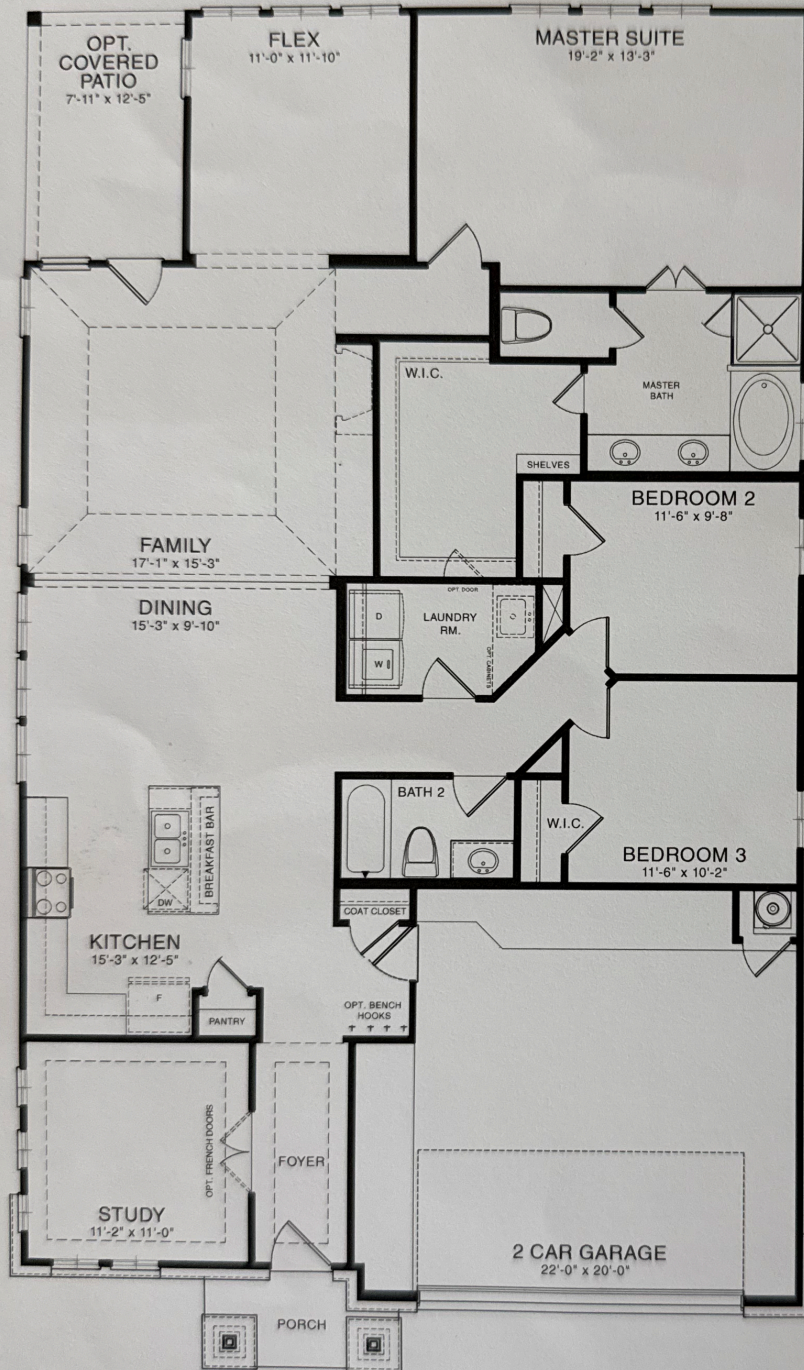 OPT.
COVERED
PATIO
7'-11" x 12'-5"
FLEX
11'-0" x 11'-10"
MASTER SUITE
19'-2" x 13'-3"
W.I.C.
MASTER
BATH
SHELVES
BEDROOM 2
11'-6" x 9'-8"
FAMILY
17'-1" x 15'-3"
DINING
15'-3" x 9'-10"
OPT. DOOR
D
LAUNDRY
RM.
W
OPT. CABINETS
BATH 2
W.I.C.
BEDROOM 3
11'-6" x 10'-2"
BREAKFAST BAR
DW
COAT CLOSET
KITCHEN
15'-3" x 12'-5"
F
PANTRY
OPT. BENCH
HOOKS
OPT. FRENCH DOORS
FOYER
STUDY
11'-2" x 11'-0"
2 CAR GARAGE
22'-0" x 20'-0"
PORCH